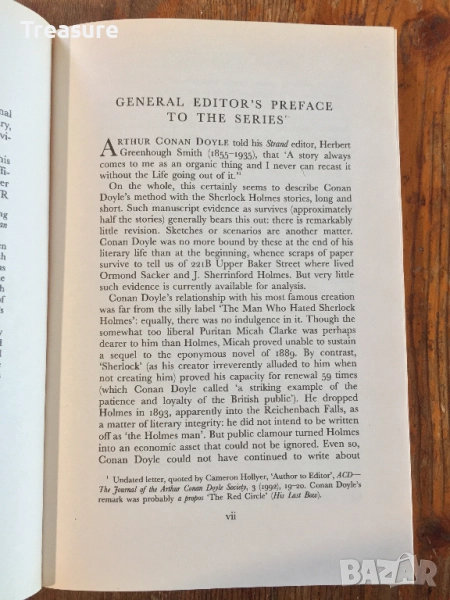 Treasure
GENERAL EDITOR'S PREFACE
TO THE SERIES
ARTHUR CONAN DOYLE told his Strand editor, Herbert
Greenhough Smith (1855–1935), that 'A story always
comes to me as an organic thing and I never can recast it
without the Life going out of it.'¹
On the whole, this certainly seems to describe Conan
Doyle's method with the Sherlock Holmes stories, long and
short. Such manuscript evidence as survives (approximately
half the stories) generally bears this out: there is remarkably
little revision. Sketches or scenarios are another matter.
Conan Doyle was no more bound by these at the end of his
literary life than at the beginning, whence scraps of paper
survive to tell us of 221B Upper Baker Street where lived
Ormond Sacker and J. Sherrinford Holmes. But very little
such evidence is currently available for analysis.
Conan Doyle's relationship with his most famous creation
was far from the silly label 'The Man Who Hated Sherlock
Holmes': equally, there was no indulgence in it. Though the
somewhat too liberal Puritan Micah Clarke was perhaps
dearer to him than Holmes, Micah proved unable to sustain
a sequel to the eponymous novel of 1889. By contrast,
'Sherlock' (as his creator irreverently alluded to him when
not creating him) proved his capacity for renewal 59 times
(which Conan Doyle called 'a striking example of the
patience and loyalty of the British public'). He dropped
Holmes in 1893, apparently into the Reichenbach Falls, as
a matter of literary integrity: he did not intend to be written
off as 'the Holmes man'. But public clamour turned Holmes
into an economic asset that could not be ignored. Even so,
Conan Doyle could not have continued to write about
¹ Undated letter, quoted by Cameron Hollyer, 'Author to Editor', ACD—
The Journal of the Arthur Conan Doyle Society, 3 (1992), 19–20. Conan Doyle's
remark was probably a propos 'The Red Circle' (His Last Bow).
vii
BAZAR